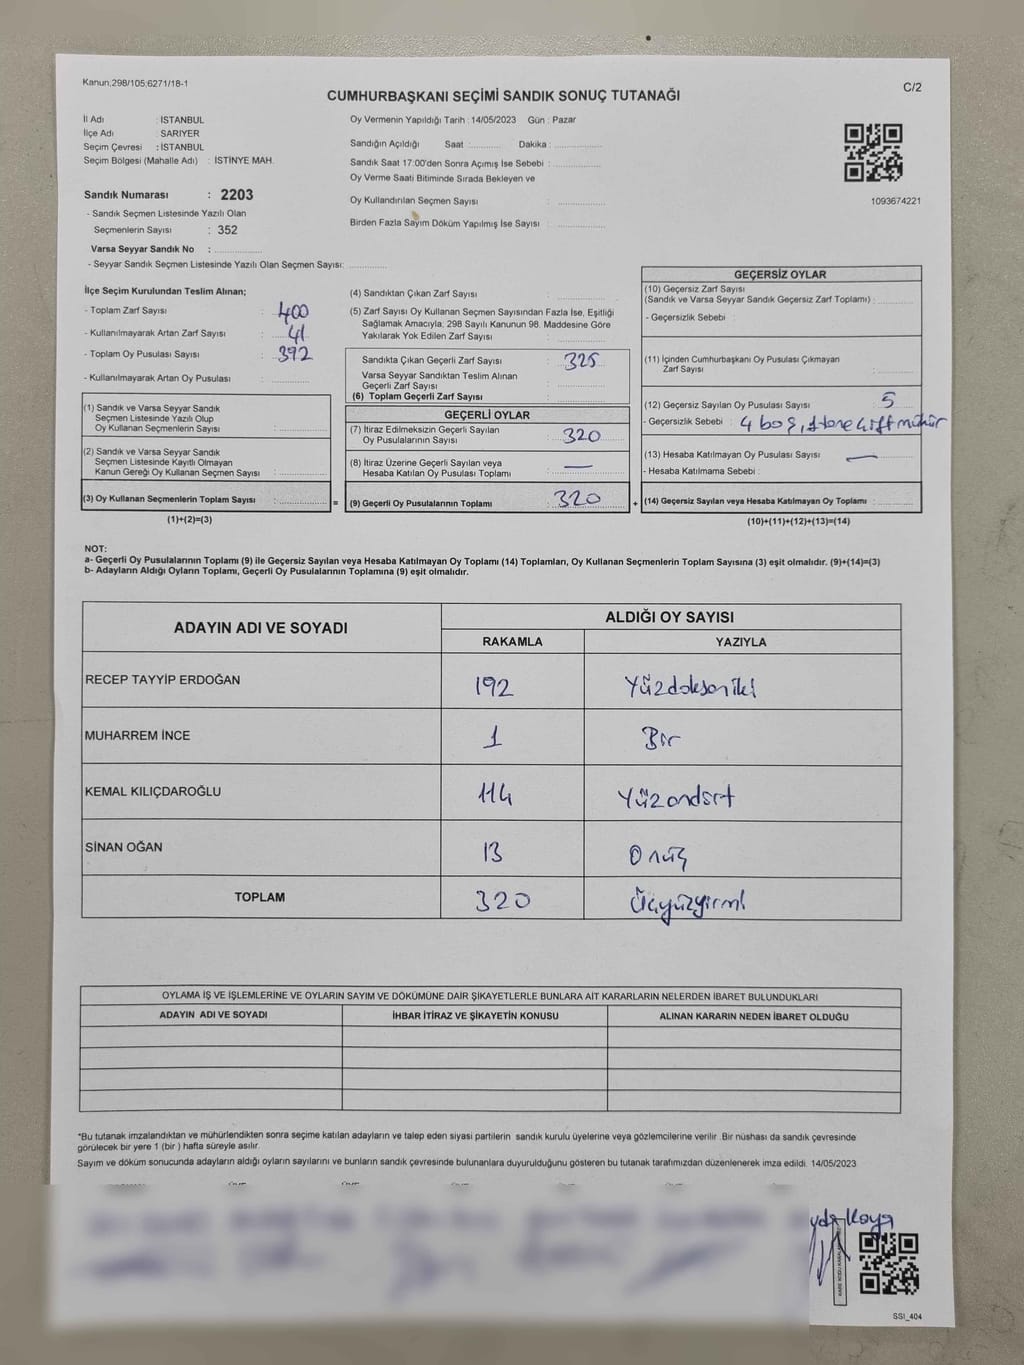 Kanun,298/105;6271/18-1
C/2
CUMHURBAŞKANI SEÇİMİ SANDIK SONUÇ TUTANAĞI
İl Adı : İSTANBUL
İlçe Adı : SARIYER
Seçim Çevresi : İSTANBUL
Seçim Bölgesi (Mahalle Adı) : İSTİNYE MAH.
Sandık Numarası : 2203
- Sandık Seçmen Listesinde Yazılı Olan
Seçmenlerin Sayısı : 352
Varsa Seyyar Sandık No : ..............
- Seyyar Sandık Seçmen Listesinde Yazılı Olan Seçmen Sayısı: ............
Oy Vermenin Yapıldığı Tarih : 14/05/2023 Gün : Pazar
Sandığın Açıldığı Saat :.......... Dakika : ...............
Sandık Saat 17:00'den Sonra Açımış İse Sebebi : ...............
Oy Verme Saati Bitiminde Sırada Bekleyen ve
Oy Kullandırılan Seçmen Sayısı : ...............
Birden Fazla Sayım Döküm Yapılmış İse Sayısı : ...............
1093674221
İlçe Seçim Kurulundan Teslim Alınan;
- Toplam Zarf Sayısı : 400
- Kullanılmayarak Artan Zarf Sayısı : 41
- Toplam Oy Pusulası Sayısı : 392
- Kullanılmayarak Artan Oy Pusulası : ............
(1) Sandık ve Varsa Seyyar Sandık
Seçmen Listesinde Yazılı Olup
Oy Kullanan Seçmenlerin Sayısı : ...............
(2) Sandık ve Varsa Seyyar Sandık
Seçmen Listesinde Kayıtlı Olmayan
Kanun Gereği Oy Kullanan Seçmen Sayısı : ...............
(3) Oy Kullanan Seçmenlerin Toplam Sayısı : ...............
(1)+(2)=(3)
=
(4) Sandıktan Çıkan Zarf Sayısı : ...............
(5) Zarf Sayısı Oy Kullanan Seçmen Sayısından Fazla İse, Eşitliği
Sağlamak Amacıyla; 298 Sayılı Kanunun 98. Maddesine Göre
Yakılarak Yok Edilen Zarf Sayısı : ...............
Sandıkta Çıkan Geçerli Zarf Sayısı : 325
Varsa Seyyar Sandıktan Teslim Alınan
Geçerli Zarf Sayısı : ...............
(6) Toplam Geçerli Zarf Sayısı : ...............
GEÇERLİ OYLAR
(7) İtiraz Edilmeksizin Geçerli Sayılan
Oy Pusulalarının Sayısı : 320
(8) İtiraz Üzerine Geçerli Sayılan veya
Hesaba Katılan Oy Pusulası Toplamı : —
(9) Geçerli Oy Pusulalarının Toplamı : 320
+
GEÇERSİZ OYLAR
(10) Geçersiz Zarf Sayısı
(Sandık ve Varsa Seyyar Sandık Geçersiz Zarf Toplamı) : ............
- Geçersizlik Sebebi :
(11) İçinden Cumhurbaşkanı Oy Pusulası Çıkmayan
Zarf Sayısı : ............
(12) Geçersiz Sayılan Oy Pusulası Sayısı : 5
- Geçersizlik Sebebi : 4 boş, 1 tane çift mühür
(13) Hesaba Katılmayan Oy Pusulası Sayısı : —
- Hesaba Katılmama Sebebi :
(14) Geçersiz Sayılan veya Hesaba Katılmayan Oy Toplamı : ............
(10)+(11)+(12)+(13)=(14)
NOT:
a- Geçerli Oy Pusulalarının Toplamı (9) ile Geçersiz Sayılan veya Hesaba Katılmayan Oy Toplamı (14) Toplamları, Oy Kullanan Seçmenlerin Toplam Sayısına (3) eşit olmalıdır. (9)+(14)=(3)
b- Adayların Aldığı Oyların Toplamı, Geçerli Oy Pusulalarının Toplamına (9) eşit olmalıdır.
ADAYIN ADI VE SOYADI ALDIĞI OY SAYISI
RAKAMLA YAZIYLA
RECEP TAYYİP ERDOĞAN 192 Yüzdoksaniki
MUHARREM İNCE 1 Bir
KEMAL KILIÇDAROĞLU 114 Yüzondört
SİNAN OĞAN 13 Onüç
TOPLAM 320 Üçyüzyirmi
OYLAMA İŞ VE İŞLEMLERİNE VE OYLARIN SAYIM VE DÖKÜMÜNE DAİR ŞİKAYETLERLE BUNLARA AİT KARARLARIN NELERDEN İBARET BULUNDUKLARI
ADAYIN ADI VE SOYADI İHBAR İTİRAZ VE ŞİKAYETİN KONUSU ALINAN KARARIN NEDEN İBARET OLDUĞU
*Bu tutanak imzalandıktan ve mühürlendikten sonra seçime katılan adayların ve talep eden siyasi partilerin sandık kurulu üyelerine veya gözlemcilerine verilir .Bir nüshası da sandık çevresinde
görülecek bir yere 1 (bir ) hafta süreyle asılır.
Sayım ve döküm sonucunda adayların aldığı oyların sayılarını ve bunların sandık çevresinde bulunanlara duyurulduğunu gösteren bu tutanak tarafımızdan düzenlenerek imza edildi. 14/05/2023
Kaya
SSI_404